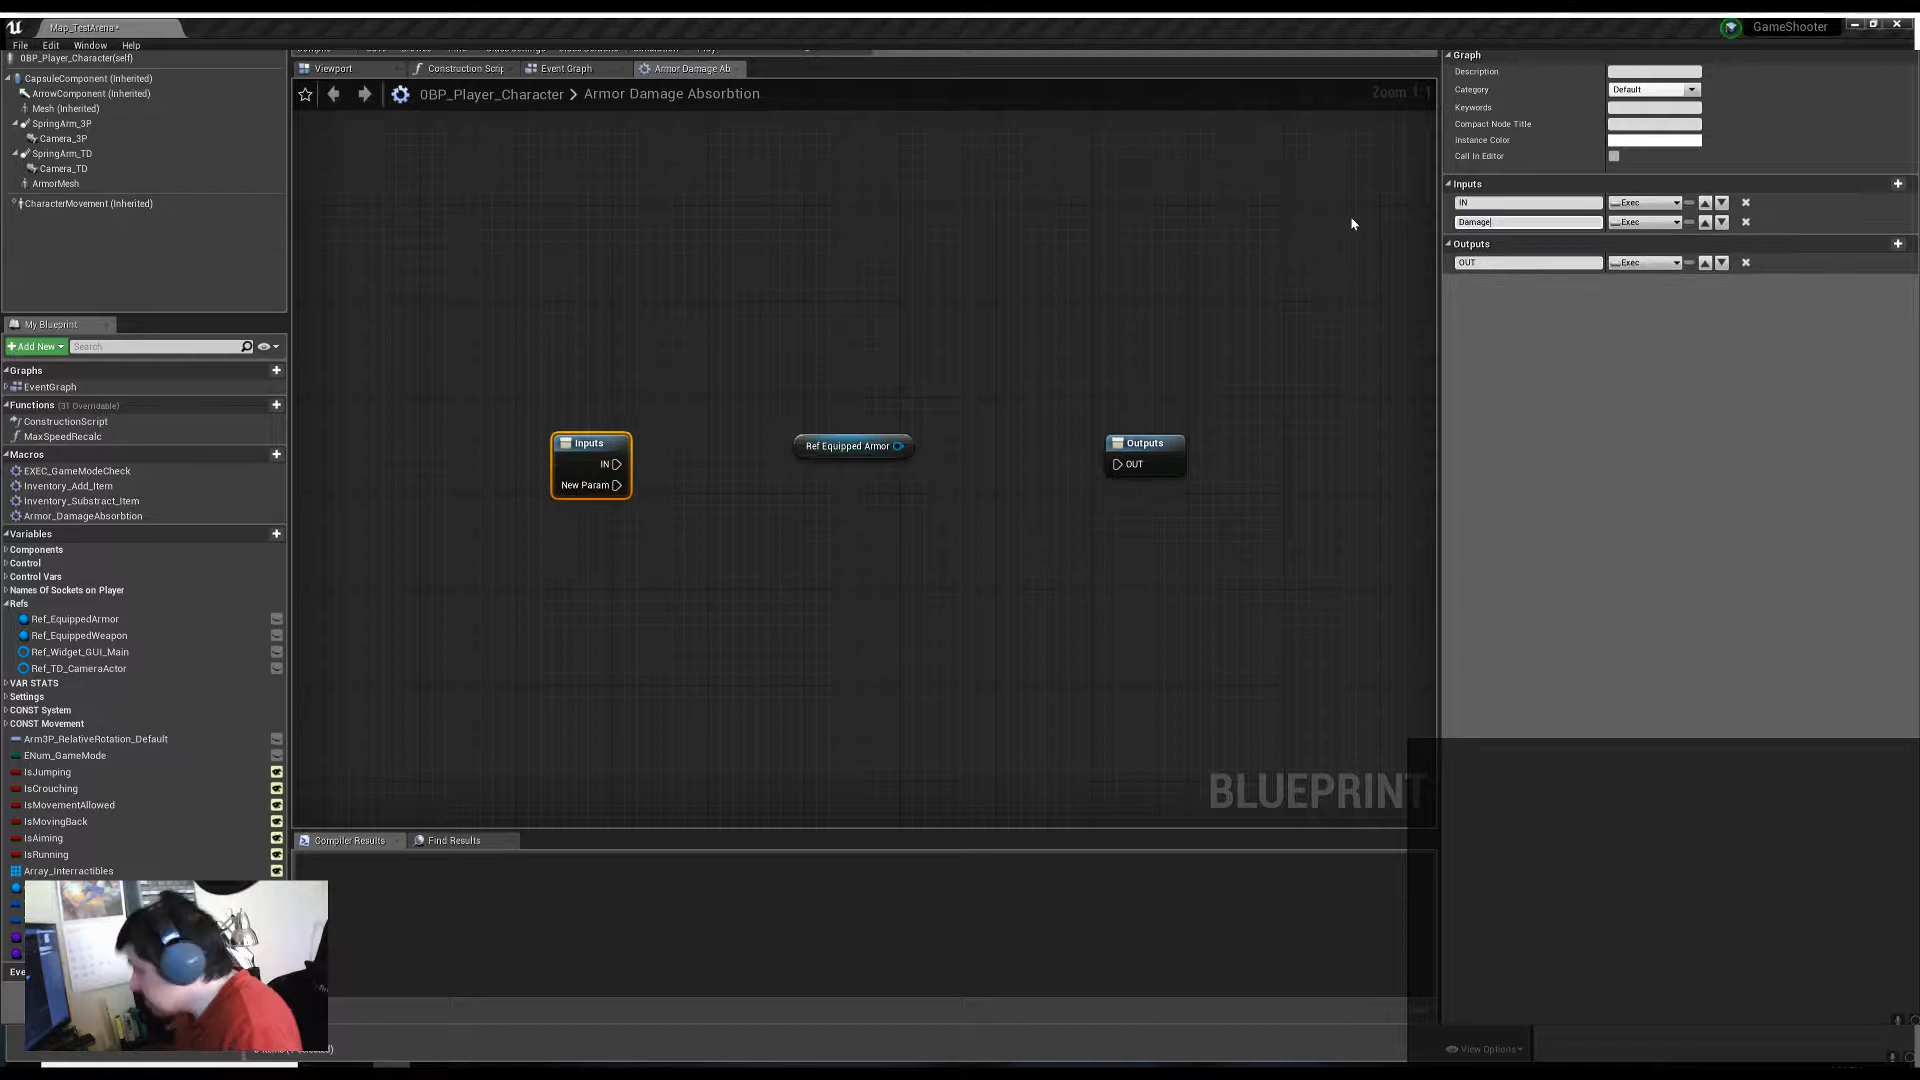 Map_TestArena*
GameShooter
File Edit Window Help
0BP_Player_Character(self)
CapsuleComponent (Inherited)
ArrowComponent (Inherited)
Mesh (Inherited)
SpringArm_3P
Camera_3P
SpringArm_TD
Camera_TD
ArmorMesh
CharacterMovement (Inherited)
My Blueprint
Add New
Search
Graphs
EventGraph
Functions (31 Overridable)
ConstructionScript
MaxSpeedRecalc
Macros
EXEC_GameModeCheck
Inventory_Add_Item
Inventory_Substract_Item
Armor_DamageAbsorbtion
Variables
Components
Control
Control Vars
Names Of Sockets on Player
Refs
Ref_EquippedArmor
Ref_EquippedWeapon
Ref_Widget_GUI_Main
Ref_TD_CameraActor
VAR STATS
Settings
CONST System
CONST Movement
Arm3P_RelativeRotation_Default
ENum_GameMode
IsJumping
IsCrouching
IsMovementAllowed
IsMovingBack
IsAiming
IsRunning
Array_Interractibles
Eve
Viewport
Construction Scrip
Event Graph
Armor Damage Ab
0BP_Player_Character > Armor Damage Absorbtion
Zoom 1:1
Inputs
IN
New Param
Ref Equipped Armor
Outputs
OUT
BLUEPRINT
Compiler Results
Find Results
Graph
Description
Category Default
Keywords
Compact Node Title
Instance Color
Call In Editor
Inputs
IN Exec
Damage Exec
Outputs
OUT Exec
View Options